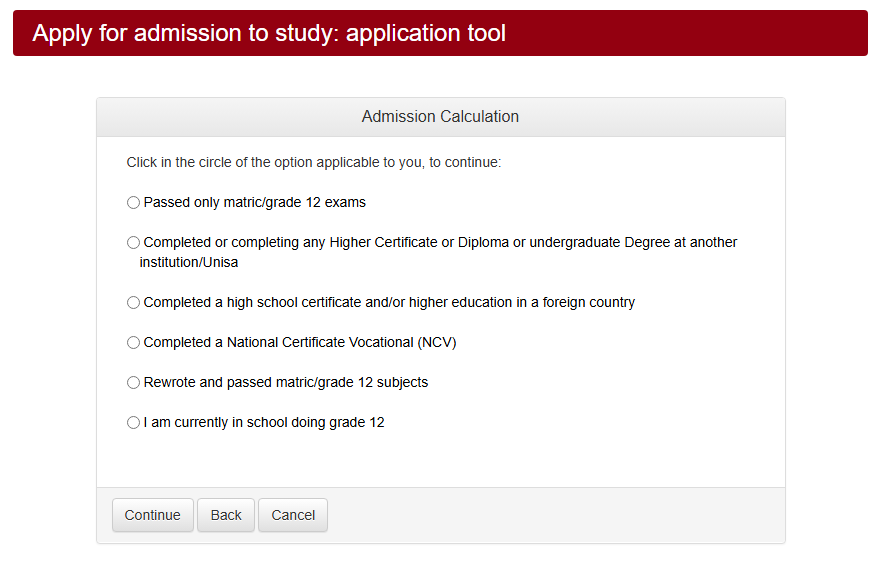 Apply for admission to study: application tool
Admission Calculation
Click in the circle of the option applicable to you, to continue:
Passed only matric/grade 12 exams
Completed or completing any Higher Certificate or Diploma or undergraduate Degree at another
institution/Unisa
Completed a high school certificate and/or higher education in a foreign country
Completed a National Certificate Vocational (NCV)
Rewrote and passed matric/grade 12 subjects
I am currently in school doing grade 12
Continue Back Cancel